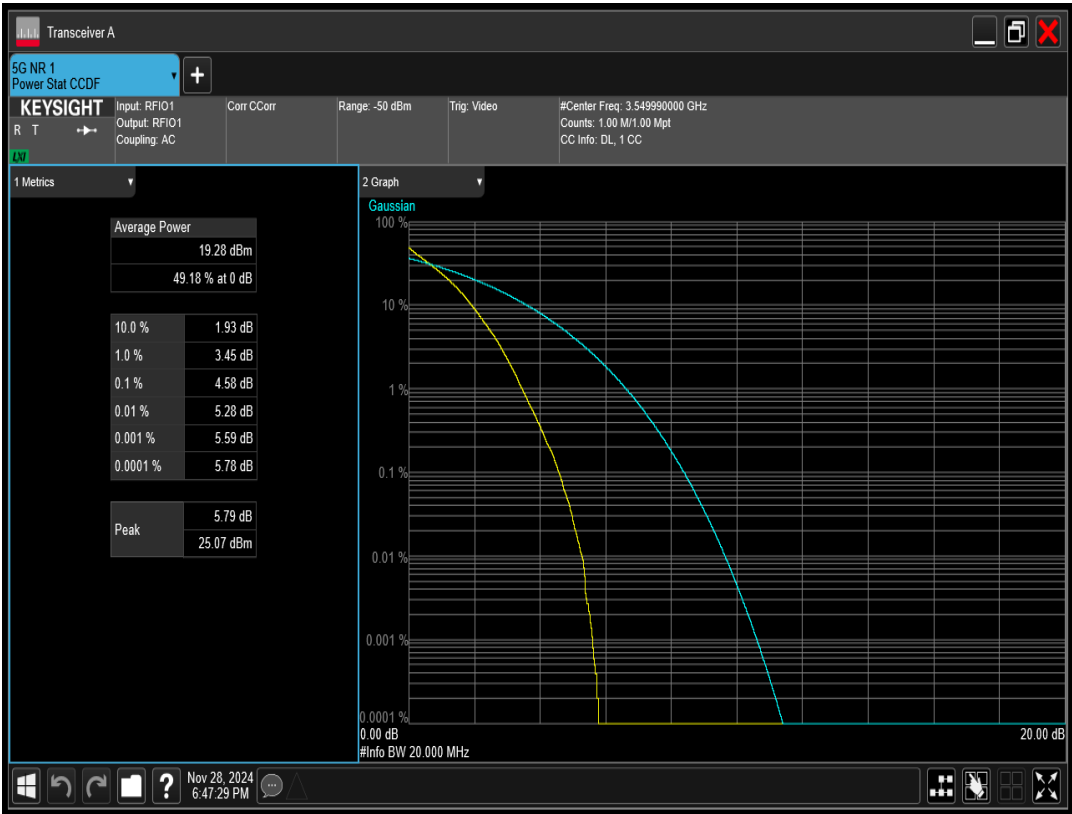 Transceiver A
5G NR 1
Power Stat CCDF
KEYSIGHT
R T
LXI
Input: RFIO1
Output: RFIO1
Coupling: AC
Corr CCorr
Range: -50 dBm
Trig: Video
#Center Freq: 3.549990000 GHz
Counts: 1.00 M/1.00 Mpt
CC Info: DL, 1 CC
1 Metrics
Average Power
19.28 dBm
49.18 % at 0 dB
10.0 % 1.93 dB
1.0 % 3.45 dB
0.1 % 4.58 dB
0.01 % 5.28 dB
0.001 % 5.59 dB
0.0001 % 5.78 dB
Peak
5.79 dB
25.07 dBm
2 Graph
Gaussian
100 %
10 %
1 %
0.1 %
0.01 %
0.001 %
0.0001 %
0.00 dB
20.00 dB
#Info BW 20.000 MHz
?
Nov 28, 2024
6:47:29 PM